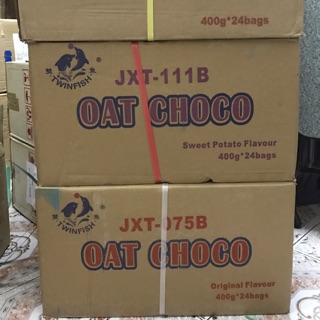 400g*24bags
TWINFISH
JXT-111B
OAT CHOCO
Sweet Potato Flavour
400g*24bags
TWINFISH
JXT-075B
OAT CHOCO
Original Flavour
400g*24bags